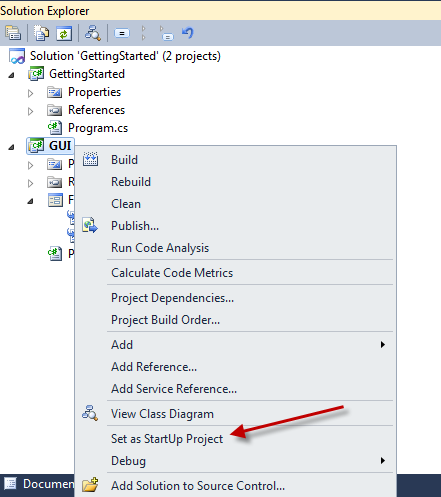 Solution Explorer
Solution 'GettingStarted' (2 projects)
GettingStarted
Properties
References
Program.cs
GUI
P
R
F
P
Build
Rebuild
Clean
Publish...
Run Code Analysis
Calculate Code Metrics
Project Dependencies...
Project Build Order...
Add
Add Reference...
Add Service Reference...
View Class Diagram
Set as StartUp Project
Debug
Add Solution to Source Control...
Documen